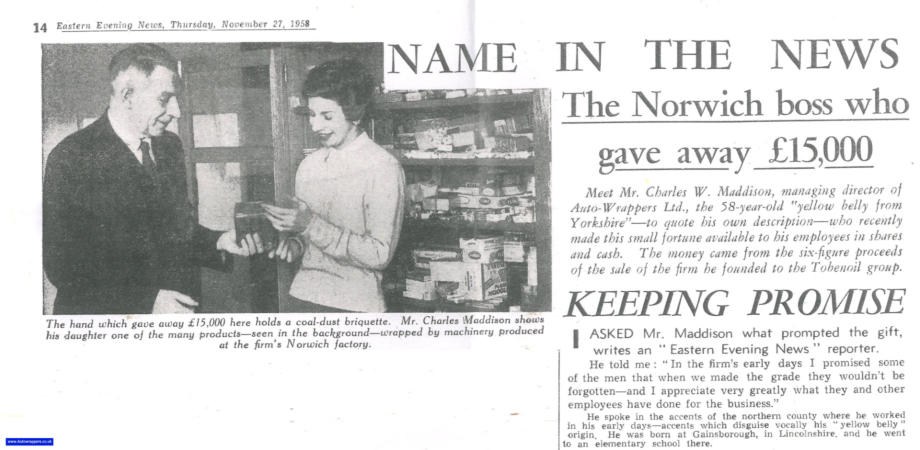 14 Eastern Evening News, Thursday, November 27, 1958
NAME IN THE NEWS
The Norwich boss who
gave away £15,000
Meet Mr. Charles W. Maddison, managing director of
Auto-Wrappers Ltd., the 58-year-old "yellow belly from
Yorkshire"—to quote his own description—who recently
made this small fortune available to his employees in shares
and cash. The money came from the six-figure proceeds
of the sale of the firm he founded to the Tobenoil group.
The hand which gave away £15,000 here holds a coal-dust briquette. Mr. Charles Maddison shows
his daughter one of the many products—seen in the background—wrapped by machinery produced
at the firm's Norwich factory.
KEEPING PROMISE
I ASKED Mr. Maddison what prompted the gift,
writes an "Eastern Evening News" reporter.
He told me: "In the firm's early days I promised some
of the men that when we made the grade they wouldn't be
forgotten—and I appreciate very greatly what they and other
employees have done for the business."
He spoke in the accents of the northern county where he worked
in his early days—accents which disguise vocally his "yellow belly"
origin. He was born at Gainsborough, in Lincolnshire, and he went
to an elementary school there.
www.Autowrappers.co.uk